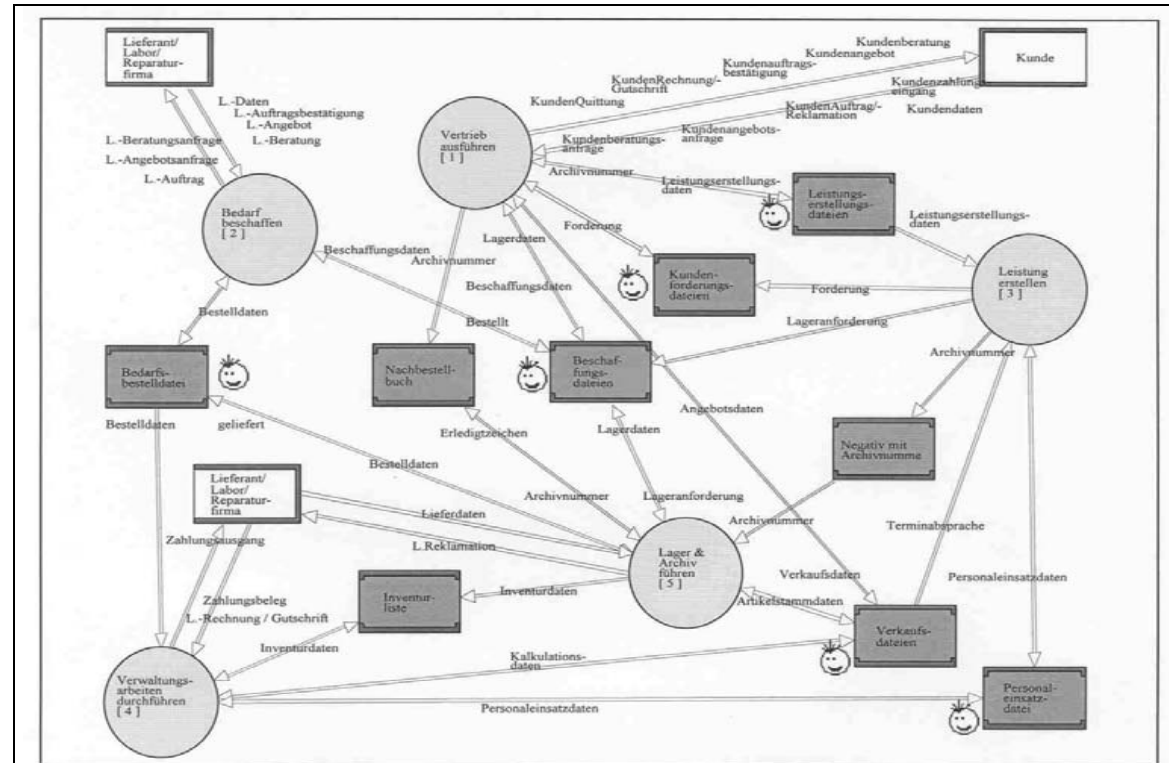 Lieferant/
Labor/
Reparatur-
firma
Kundenberatung
Kundenangebot
Kundenauftrags-
bestätigung
KundenRechnung/-
Gutschrift
KundenQuittung
Kunde
Kundenzahlungs-
eingang
Kundendaten
KundenAuftrag/-
Reklamation
Kundenangebots-
anfrage
Kundenberatungs-
anfrage
L.-Daten
L.-Auftragsbestätigung
L.-Angebot
L.-Beratung
L.-Beratungsanfrage
L.-Angebotsanfrage
L.-Auftrag
Vertrieb
ausführen
[ 1 ]
Archivnummer
Leistungserstellungs-
daten
Leistungs-
erstellungs-
dateien
Leistungserstellungs-
daten
Bedarf
beschaffen
[ 2 ]
Beschaffungsdaten
Archivnummer
Lagerdaten
Forderung
Beschaffungsdaten
Kunden-
forderungs-
dateien
Forderung
Leistung
erstellen
[ 3 ]
Lageranforderung
Bestelldaten
Bestellt
Archivnummer
Bedarfs-
bestelldatei
Nachbestell-
buch
Beschaf-
fungs-
dateien
Bestelldaten
geliefert
Erledigtzeichen
Lagerdaten
Angebotsdaten
Negativ mit
Archivnumme
Bestelldaten
Lieferant/
Labor/
Reparatur-
firma
Archivnummer
Lageranforderung
Lieferdaten
Archivnummer
Terminabsprache
Zahlungsausgang
L.Reklamation
Lager &
Archiv
führen
[ 5 ]
Verkaufsdaten
Personaleinsatzdaten
Zahlungsbeleg
L.-Rechnung / Gutschrift
Inventur-
liste
Inventurdaten
Artikelstammdaten
Verkaufs-
dateien
Inventurdaten
Kalkulations-
daten
Verwaltungs-
arbeiten
durchführen
[ 4 ]
Personaleinsatzdaten
Personal-
einsatz-
datei